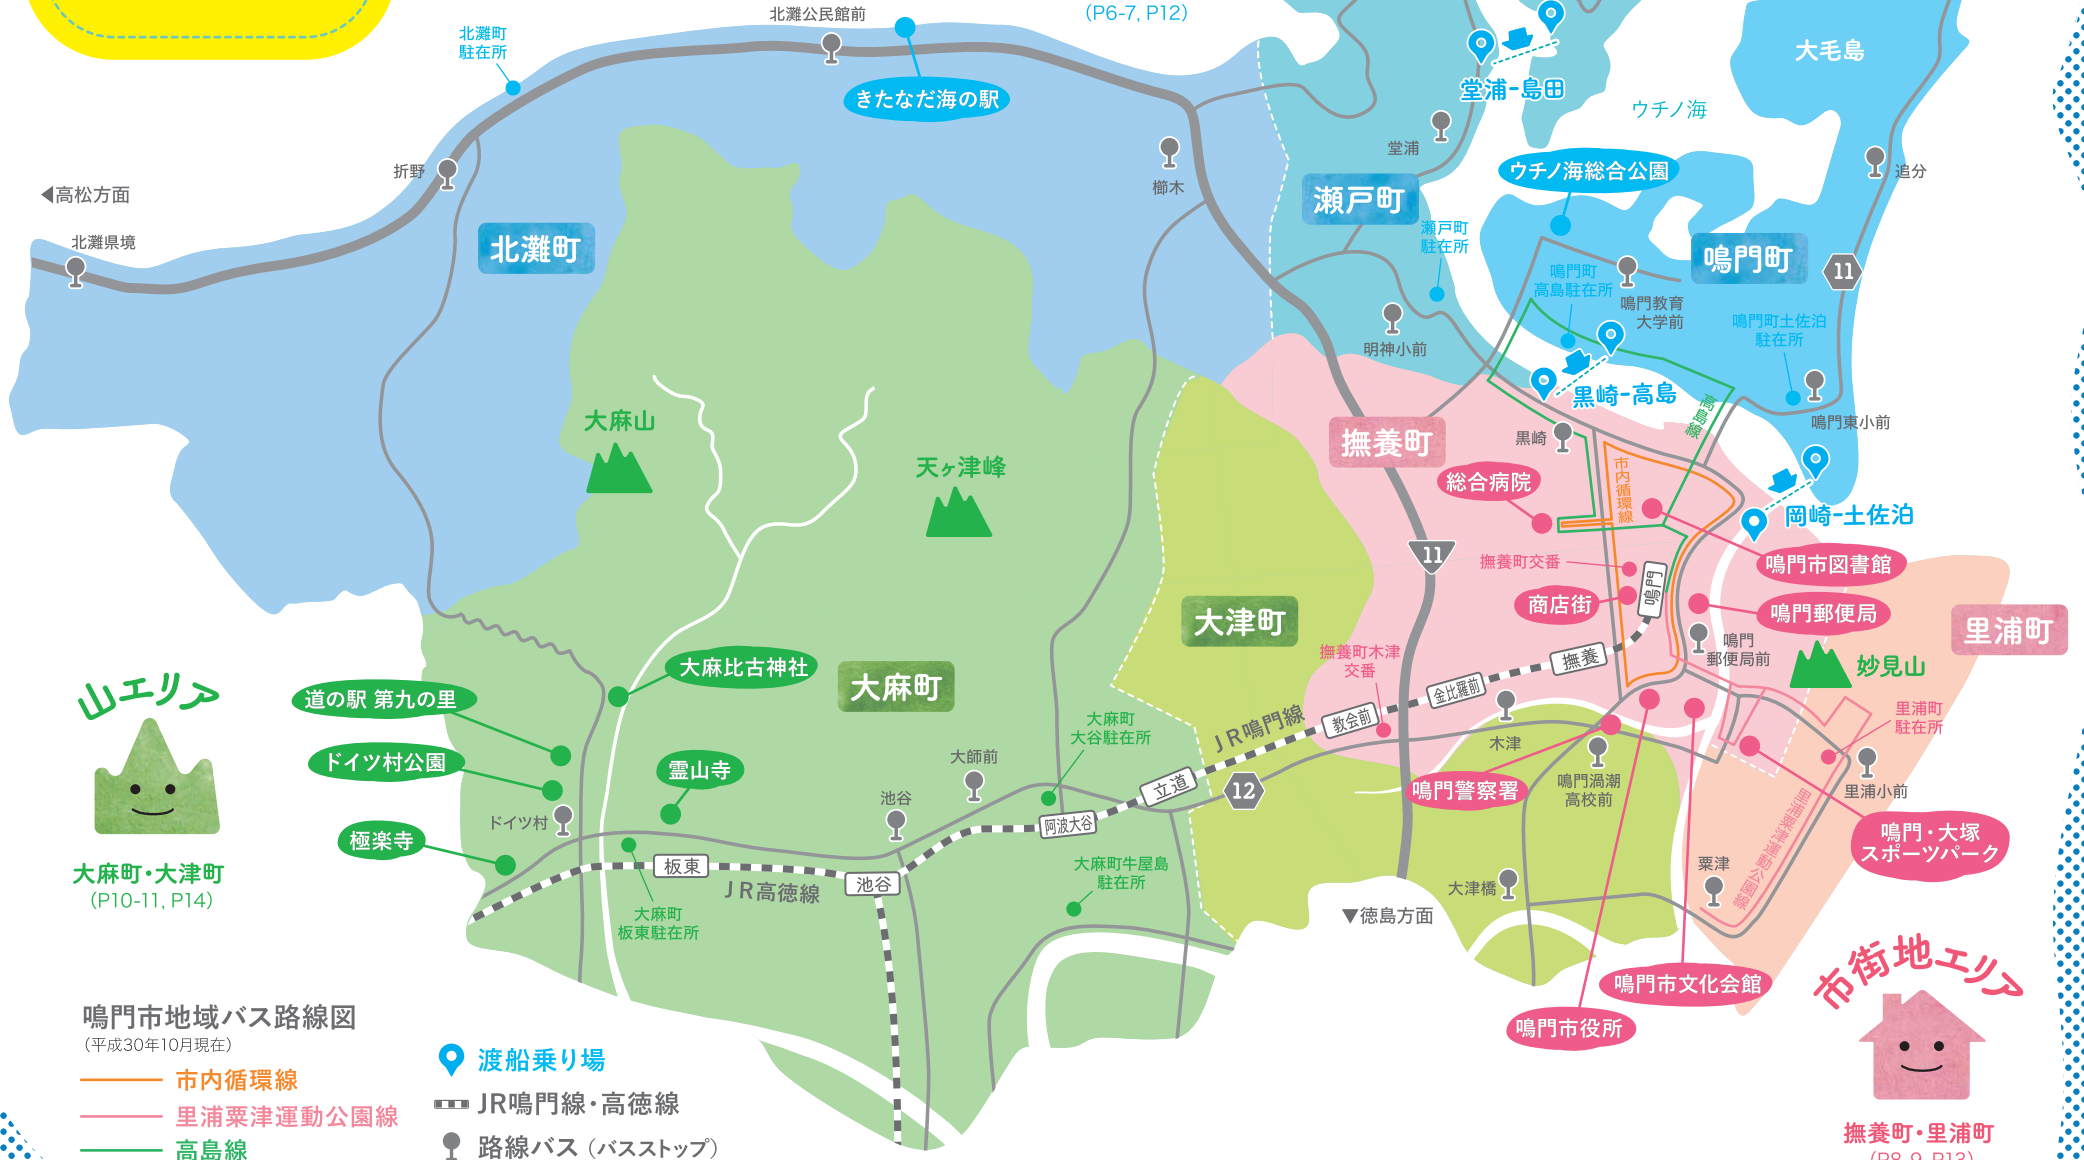 北灘公民館前
(P6-7, P12)
北灘町
駐在所
きたなだ海の駅
堂浦-島田
大毛島
ウチノ海
堂浦
ウチノ海総合公園
追分
折野
櫛木
◀高松方面
瀬戸町
北灘県境
北灘町
瀬戸町
駐在所
鳴門町
11
鳴門町
高島駐在所
鳴門教育
大学前
鳴門町土佐泊
駐在所
明神小前
黒崎-高島
高島線
鳴門東小前
大麻山
撫養町
黒崎
天ヶ津峰
総合病院
市内循環線
岡崎-土佐泊
11
撫養町交番
鳴門市図書館
鳴門
商店街
鳴門郵便局
大津町
里浦町
鳴門
郵便局前
撫養町木津
交番
撫養
妙見山
大麻比古神社
大麻町
山エリア
道の駅 第九の里
金比羅前
教会前
里浦町
駐在所
大麻町
大谷駐在所
JR鳴門線
木津
大師前
ドイツ村公園
霊山寺
立道
12
鳴門警察署
鳴門渦潮
高校前
里浦小前
池谷
ドイツ村
阿波大谷
里浦粟津運動公園線
鳴門・大塚
スポーツパーク
極楽寺
板東
池谷
大麻町牛屋島
駐在所
粟津
大麻町・大津町
(P10-11, P14)
JR高徳線
大津橋
大麻町
板東駐在所
▼徳島方面
市街地エリア
鳴門市文化会館
鳴門市役所
鳴門市地域バス路線図
(平成30年10月現在)
市内循環線
里浦粟津運動公園線
高島線
渡船乗り場
JR鳴門線・高徳線
路線バス（バスストップ）
撫養町・里浦町
(P8-9, P13)